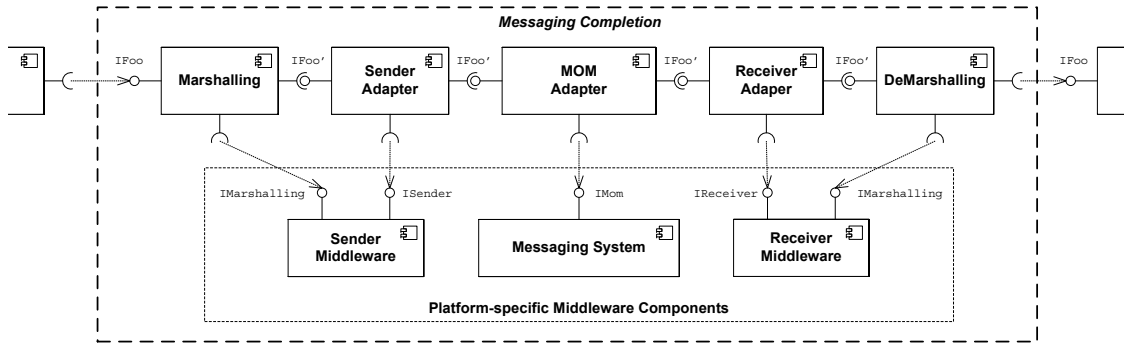 Messaging Completion
IFoo
Marshalling
IFoo'
Sender
Adapter
IFoo'
MOM
Adapter
IFoo'
Receiver
Adaper
IFoo'
DeMarshalling
IFoo
IMarshalling
ISender
IMom
IReceiver
IMarshalling
Sender
Middleware
Messaging System
Receiver
Middleware
Platform-specific Middleware Components